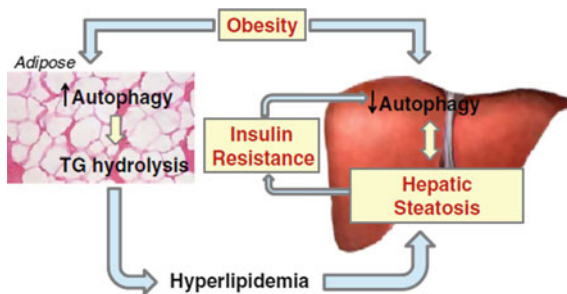 Obesity
Adipose
↑Autophagy
TG hydrolysis
↓Autophagy
Insulin
Resistance
Hepatic
Steatosis
Hyperlipidemia